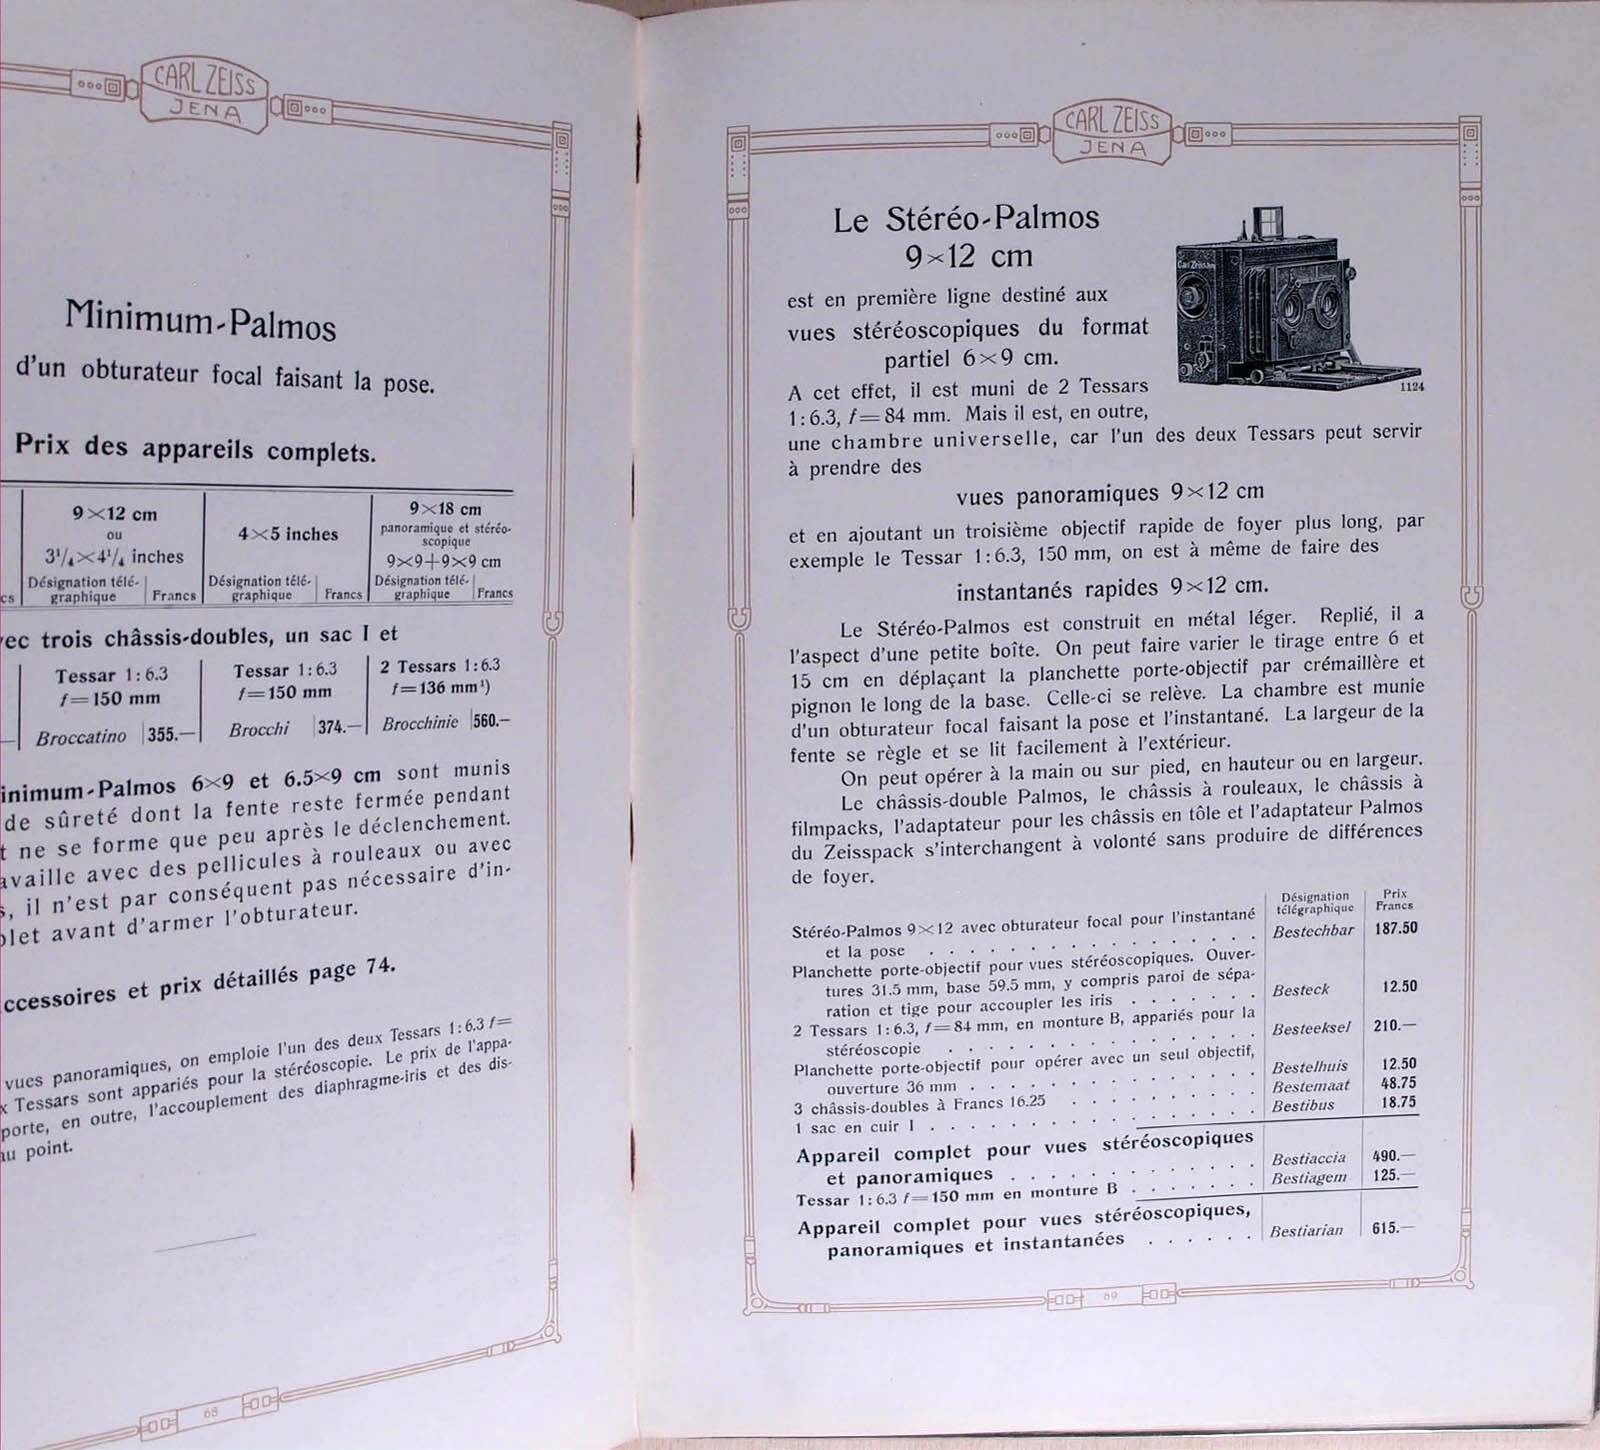 CARL ZEISS
JENA
Minimum-Palmos
d'un obturateur focal faisant la pose.
Prix des appareils complets.
9×12 cm
ou
3¹/₄×4¹/₄ inches
4×5 inches
9×18 cm
panoramique et stéréo-
scopique
9×9+9×9 cm
cs
Désignation télé-
graphique
Francs
Désignation télé-
graphique
Francs
Désignation télé-
graphique
Francs
ec trois châssis-doubles, un sac I et
Tessar 1:6.3
f=150 mm
Tessar 1:6.3
f=150 mm
2 Tessars 1:6.3
f=136 mm¹)
— Broccatino 355.— Brocchi 374.— Brocchinie 560.—
inimum-Palmos 6×9 et 6.5×9 cm sont munis
de sûreté dont la fente reste fermée pendant
t ne se forme que peu après le déclenchement.
availle avec des pellicules à rouleaux ou avec
s, il n'est par conséquent pas nécessaire d'in-
plet avant d'armer l'obturateur.
ccessoires et prix détaillés page 74.
vues panoramiques, on emploie l'un des deux Tessars 1:6.3 f=
x Tessars sont appariés pour la stéréoscopie. Le prix de l'appa-
porte, en outre, l'accouplement des diaphragme-iris et des dis-
au point.
68
CARL ZEISS
JENA
Le Stéréo-Palmos
9×12 cm
est en première ligne destiné aux
vues stéréoscopiques du format
partiel 6×9 cm.
Carl Zeiss Jena
1124
A cet effet, il est muni de 2 Tessars
1:6.3, f=84 mm. Mais il est, en outre,
une chambre universelle, car l'un des deux Tessars peut servir
à prendre des
vues panoramiques 9×12 cm
et en ajoutant un troisième objectif rapide de foyer plus long, par
exemple le Tessar 1:6.3, 150 mm, on est à même de faire des
instantanés rapides 9×12 cm.
Le Stéréo-Palmos est construit en métal léger. Replié, il a
l'aspect d'une petite boîte. On peut faire varier le tirage entre 6 et
15 cm en déplaçant la planchette porte-objectif par crémaillère et
pignon le long de la base. Celle-ci se relève. La chambre est munie
d'un obturateur focal faisant la pose et l'instantané. La largeur de la
fente se règle et se lit facilement à l'extérieur.
On peut opérer à la main ou sur pied, en hauteur ou en largeur.
Le châssis-double Palmos, le châssis à rouleaux, le châssis à
filmpacks, l'adaptateur pour les châssis en tôle et l'adaptateur Palmos
du Zeisspack s'interchangent à volonté sans produire de différences
de foyer.
Désignation
télégraphique
Prix
Francs
Stéréo-Palmos 9×12 avec obturateur focal pour l'instantané
et la pose . . . . . . . . . . . . . . . Bestechbar 187.50
Planchette porte-objectif pour vues stéréoscopiques. Ouver-
tures 31.5 mm, base 59.5 mm, y compris paroi de sépa-
ration et tige pour accoupler les iris . . . . . . . Besteck 12.50
2 Tessars 1:6.3, f=84 mm, en monture B, appariés pour la
stéréoscopie . . . . . . . . . . . . . . Besteeksel 210.—
Planchette porte-objectif pour opérer avec un seul objectif,
ouverture 36 mm . . . . . . . . . . . . . Bestelhuis 12.50
3 châssis-doubles à Francs 16.25 . . . . . . . . . Bestemaat 48.75
1 sac en cuir I . . . . . . . . . . . . . . Bestibus 18.75
Appareil complet pour vues stéréoscopiques
et panoramiques . . . . . . . . . . . Bestiaccia 490.—
Tessar 1:6.3 f=150 mm en monture B . . . . . . . Bestiagem 125.—
Appareil complet pour vues stéréoscopiques,
panoramiques et instantanées . . . . . . Bestiarian 615.—
69